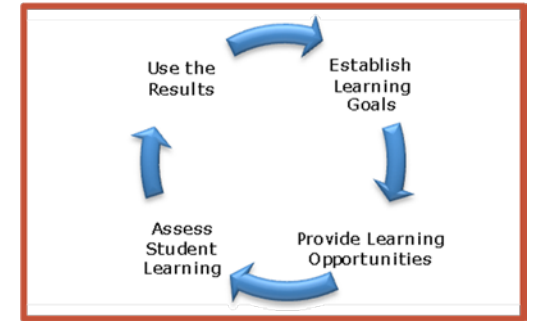 Use the
Results
Establish
Learning
Goals
Provide Learning
Opportunities
Assess
Student
Learning